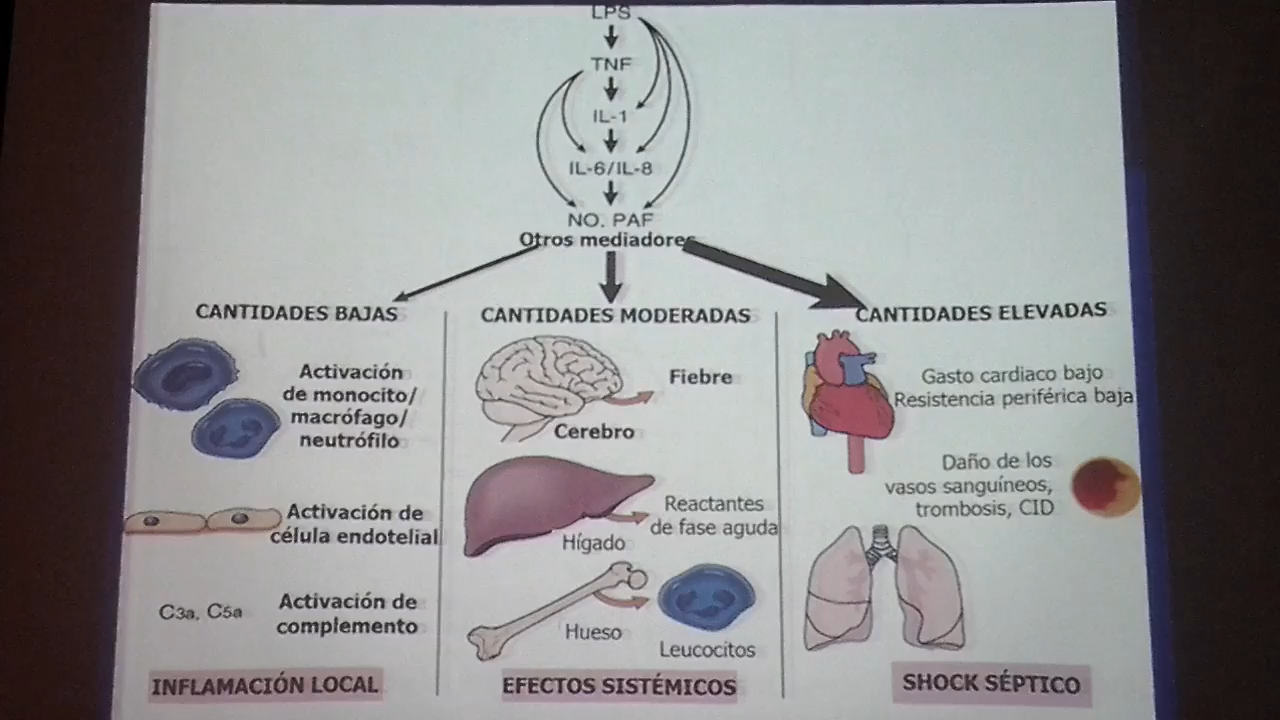 LPS
TNF
IL-1
IL-6/IL-8
NO. PAF
Otros mediadores
CANTIDADES BAJAS
Activación
de monocito/
macrófago/
neutrófilo
Activación de
célula endotelial
C3a, C5a
Activación de
complemento
INFLAMACIÓN LOCAL
CANTIDADES MODERADAS
Fiebre
Cerebro
Reactantes
de fase aguda
Hígado
Hueso
Leucocitos
EFECTOS SISTÉMICOS
CANTIDADES ELEVADAS
Gasto cardiaco bajo
Resistencia periférica baja
Daño de los
vasos sanguíneos,
trombosis, CID
SHOCK SÉPTICO